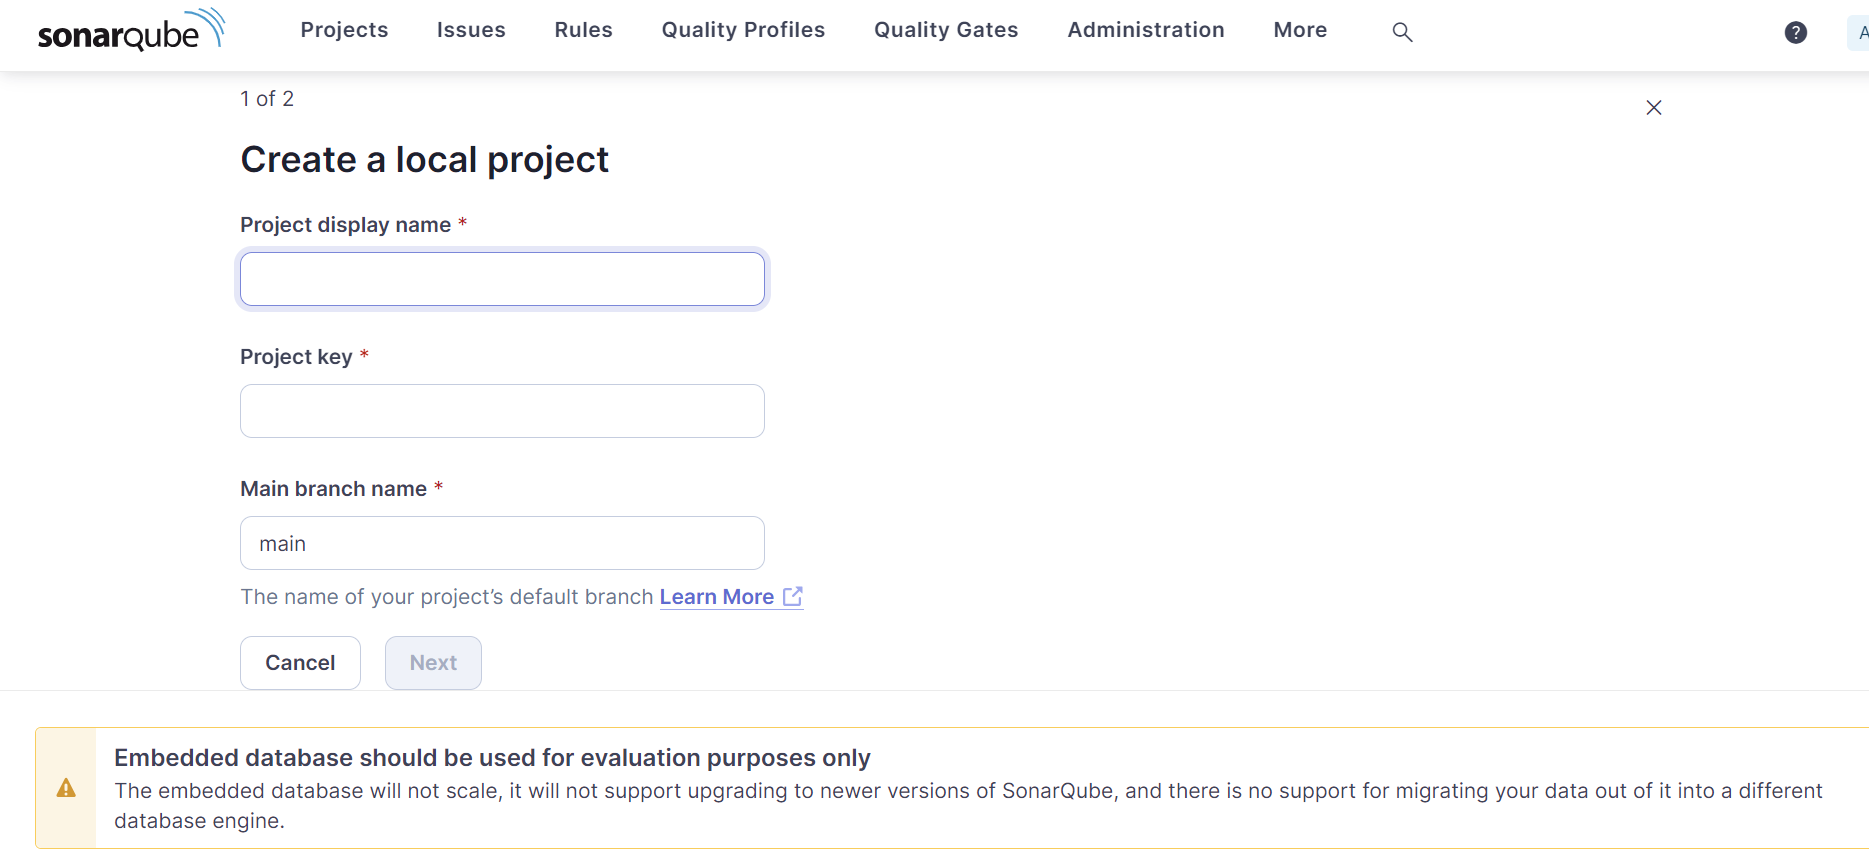 sonarqube Projects Issues Rules Quality Profiles Quality Gates Administration More ? A
1 of 2
Create a local project
Project display name *
Project key *
Main branch name *
main
The name of your project’s default branch Learn More
Cancel Next
Embedded database should be used for evaluation purposes only
The embedded database will not scale, it will not support upgrading to newer versions of SonarQube, and there is no support for migrating your data out of it into a different
database engine.